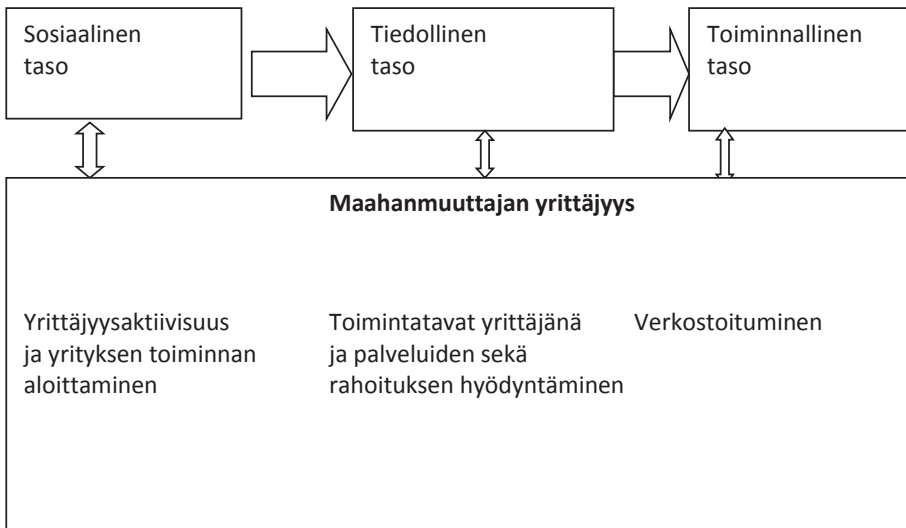 Sosiaalinen
taso
Tiedollinen
taso
Toiminnallinen
taso
Maahanmuuttajan yrittäjyys
Yrittäjyysaktiivisuus
ja yrityksen toiminnan
aloittaminen
Toimintatavat yrittäjänä
ja palveluiden sekä
rahoituksen hyödyntäminen
Verkostoituminen